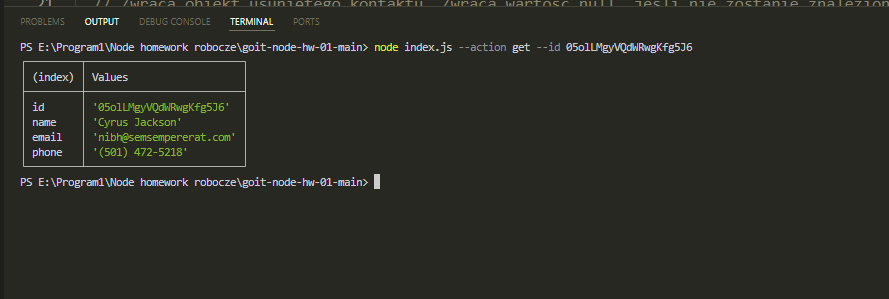 21 // Zwraca obiekt usuniętego kontaktu. Zwraca wartość null, jeśli nie zostanie znalezion
PROBLEMS OUTPUT DEBUG CONSOLE TERMINAL PORTS
PS E:\Program1\Node homework robocze\goit-node-hw-01-main> node index.js --action get --id 05olLMgyVQdWRwgKfg5J6
(index) Values
id '05olLMgyVQdWRwgKfg5J6'
name 'Cyrus Jackson'
email 'nibh@semsempererat.com'
phone '(501) 472-5218'
PS E:\Program1\Node homework robocze\goit-node-hw-01-main>